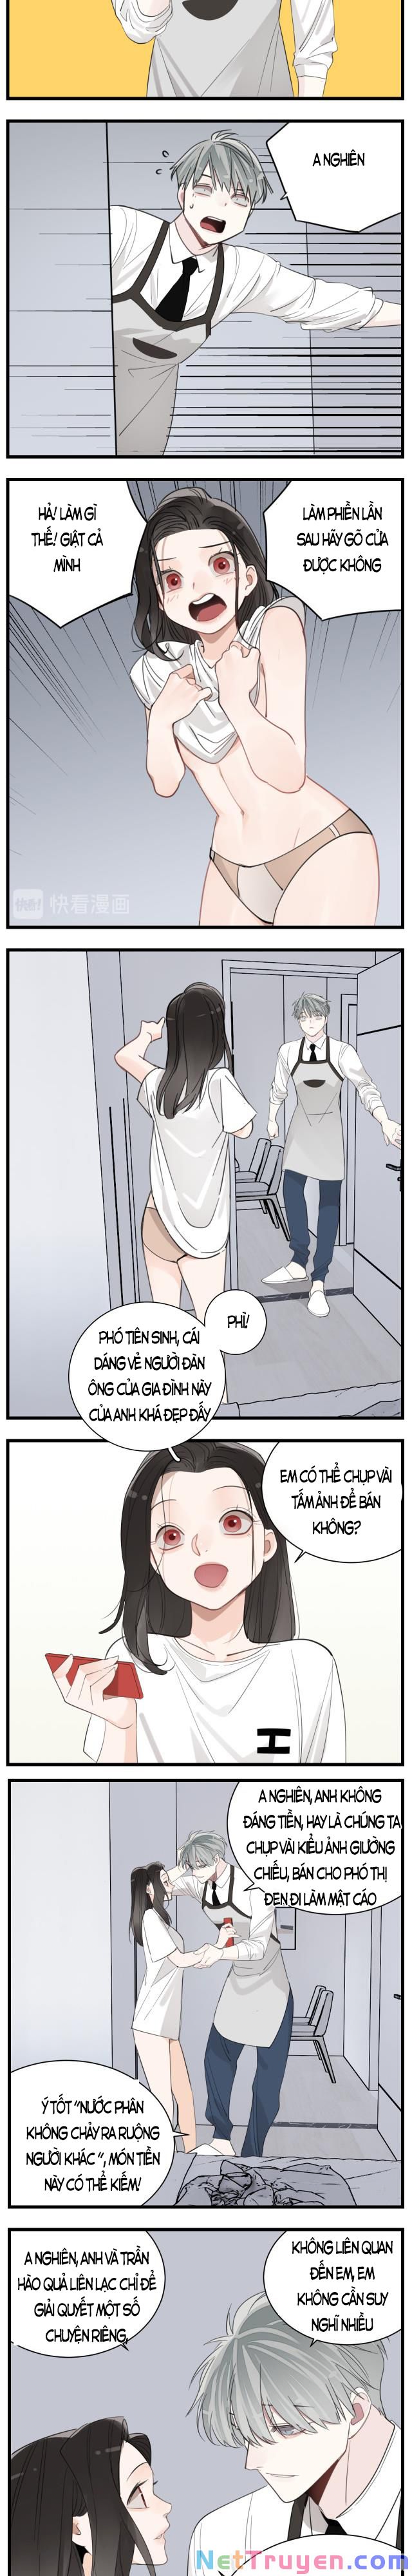 A NGHIÊN
HẢ! LÀM GÌ
THẾ! GIẬT CẢ
MÌNH
LÀM PHIỀN LẦN
SAU HÃY GÕ CỬA
ĐƯỢC KHÔNG
快看!
快看漫画
PHÌ!
PHÓ TIÊN SINH, CÁI
DÁNG VẺ NGƯỜI ĐÀN
ÔNG CỦA GIA ĐÌNH NÀY
CỦA ANH KHÁ ĐẸP ĐẤY
EM CÓ THỂ CHỤP VÀI
TẤM ẢNH ĐỂ BÁN
KHÔNG?
H
A NGHIÊN, ANH KHÔNG
ĐÁNG TIỀN, HAY LÀ CHÚNG TA
CHỤP VÀI KIỂU ẢNH GIƯỜNG
CHIẾU, BÁN CHO PHÓ THỊ
ĐEN ĐI LÀM MẬT CÁO
Ý TỐT "NƯỚC PHÂN
KHÔNG CHẢY RA RUỘNG
NGƯỜI KHÁC", MÓN TIỀN
NÀY CÓ THỂ KIẾM!
A NGHIÊN, ANH VÀ TRẦN
HÀO QUẢ LIÊN LẠC CHỈ ĐỂ
GIẢI QUYẾT MỘT SỐ
CHUYỆN RIÊNG,
KHÔNG LIÊN QUAN
ĐẾN EM, EM
KHÔNG CẦN SUY
NGHĨ NHIỀU
NETTRUYEN.COM